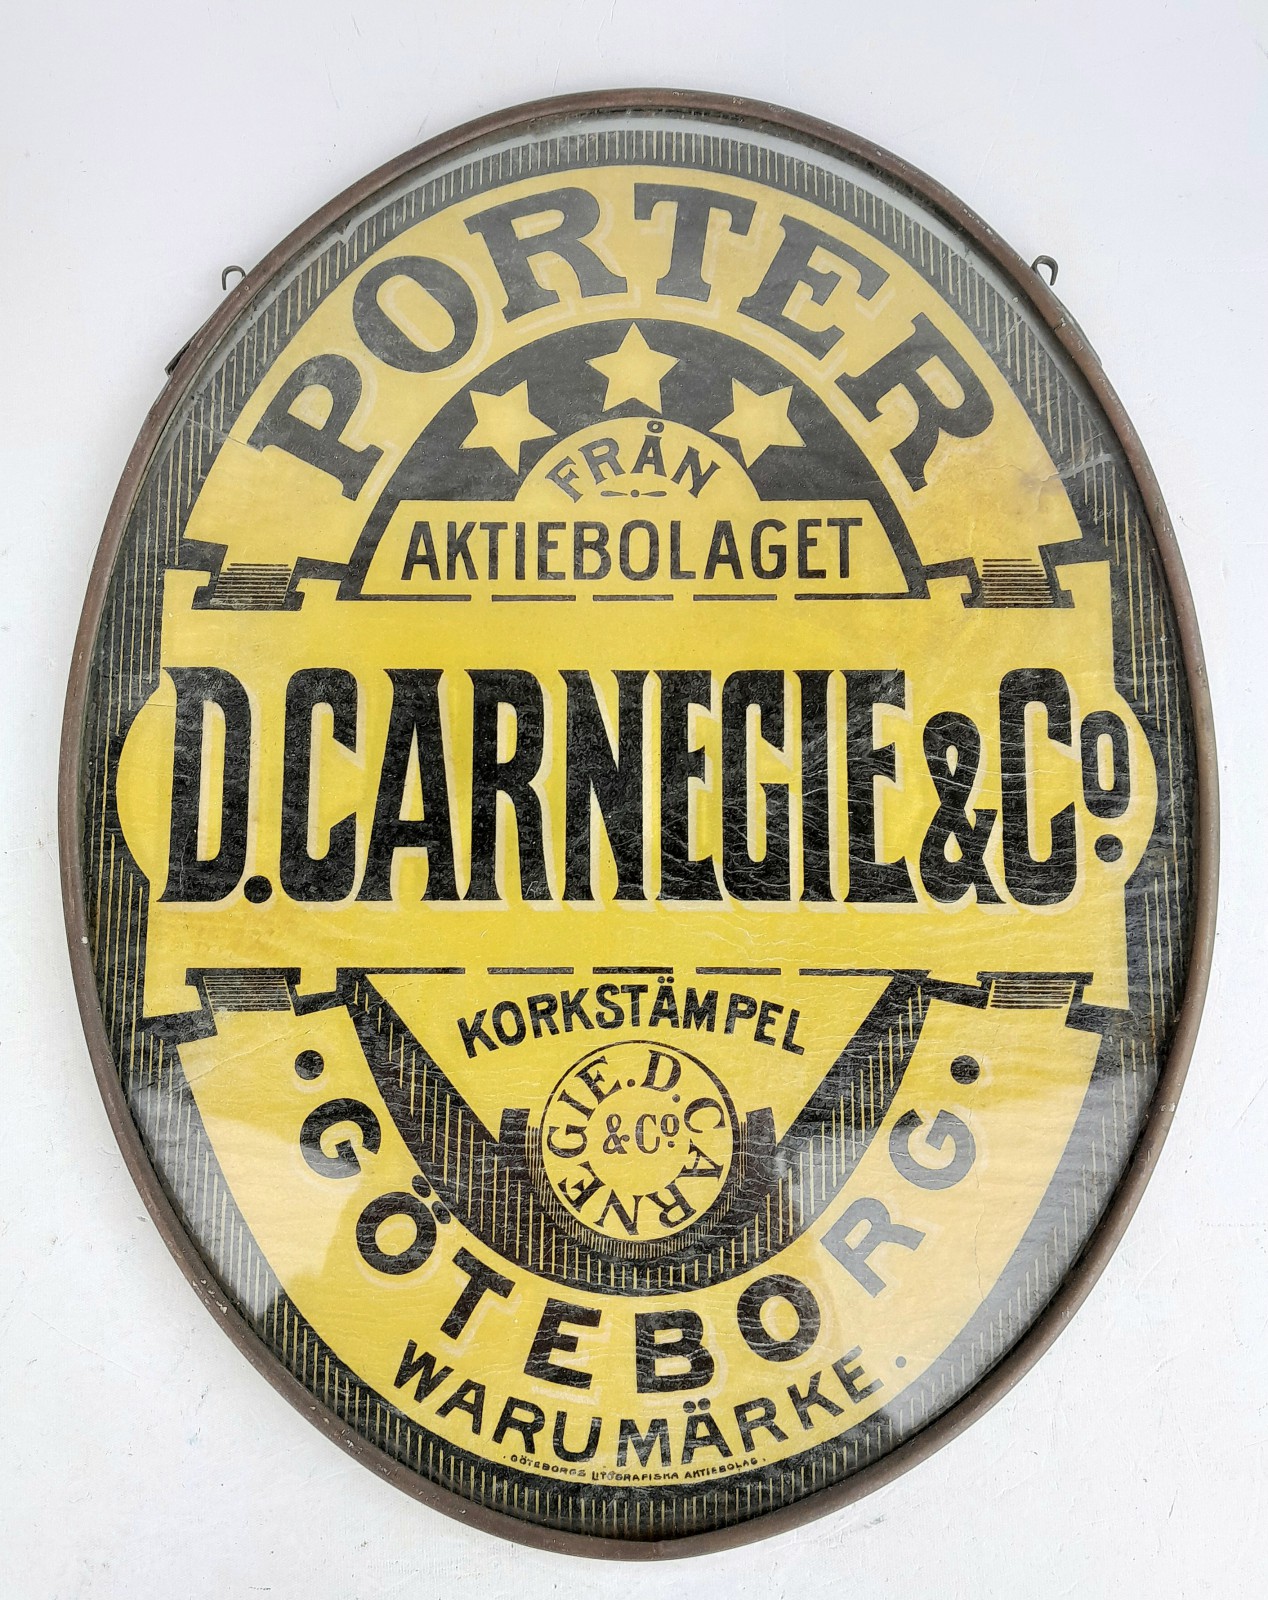 PORTER
FRÅN
AKTIEBOLAGET
D. CARNEGIE & Co.
KORKSTÄMPEL
D. CARNEGIE.
& Co
• GÖTEBORG •
WARUMÄRKE.
. GÖTEBORGS LITOGRAFISKA AKTIEBOLAG.